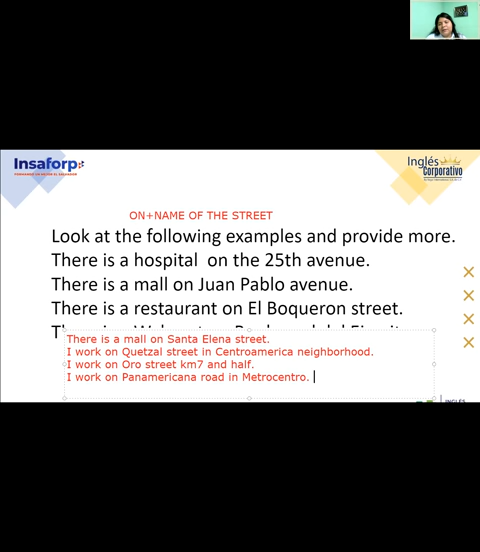 Insaforp
FORMANDO UN MEJOR EL SALVADOR
Inglés
Corporativo
ON+NAME OF THE STREET
Look at the following examples and provide more.
There is a hospital on the 25th avenue.
There is a mall on Juan Pablo avenue.
There is a restaurant on El Boqueron street.
There is a mall on Santa Elena street.
I work on Quetzal street in Centroamerica neighborhood.
I work on Oro street km7 and half.
I work on Panamericana road in Metrocentro.